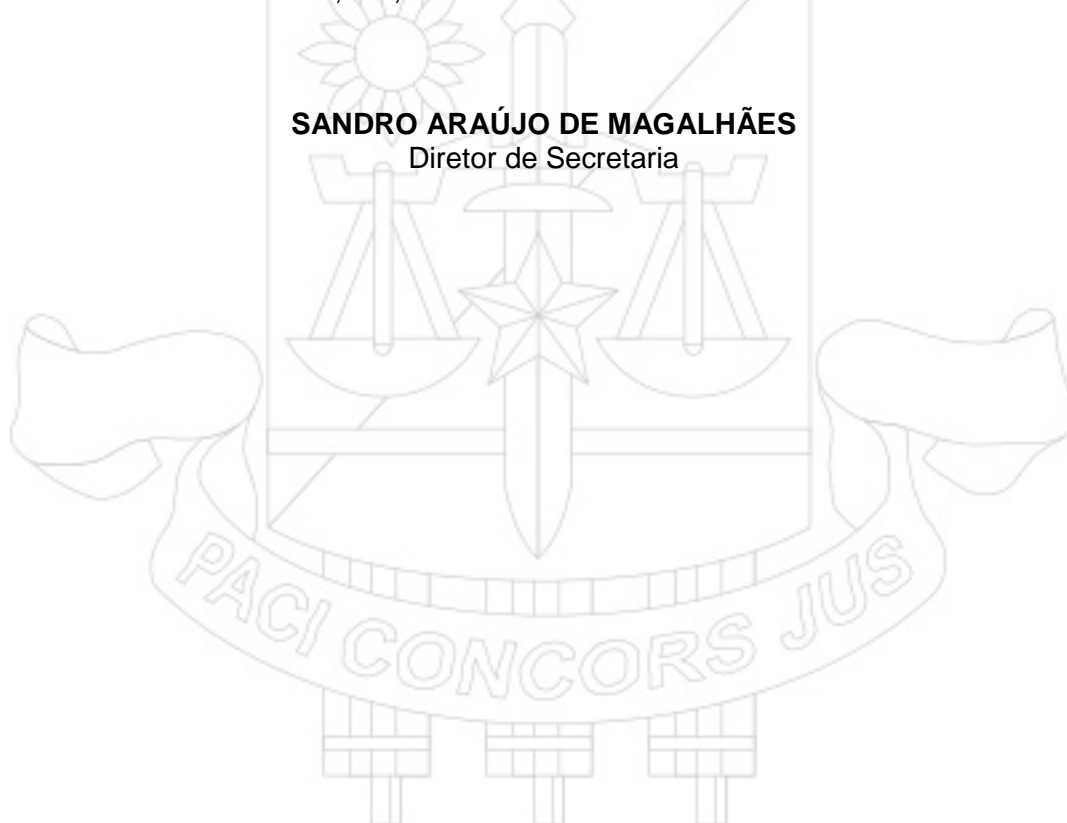 SANDRO ARAÚJO DE MAGALHÃES
Diretor de Secretaria
PACI CONCORS JUS